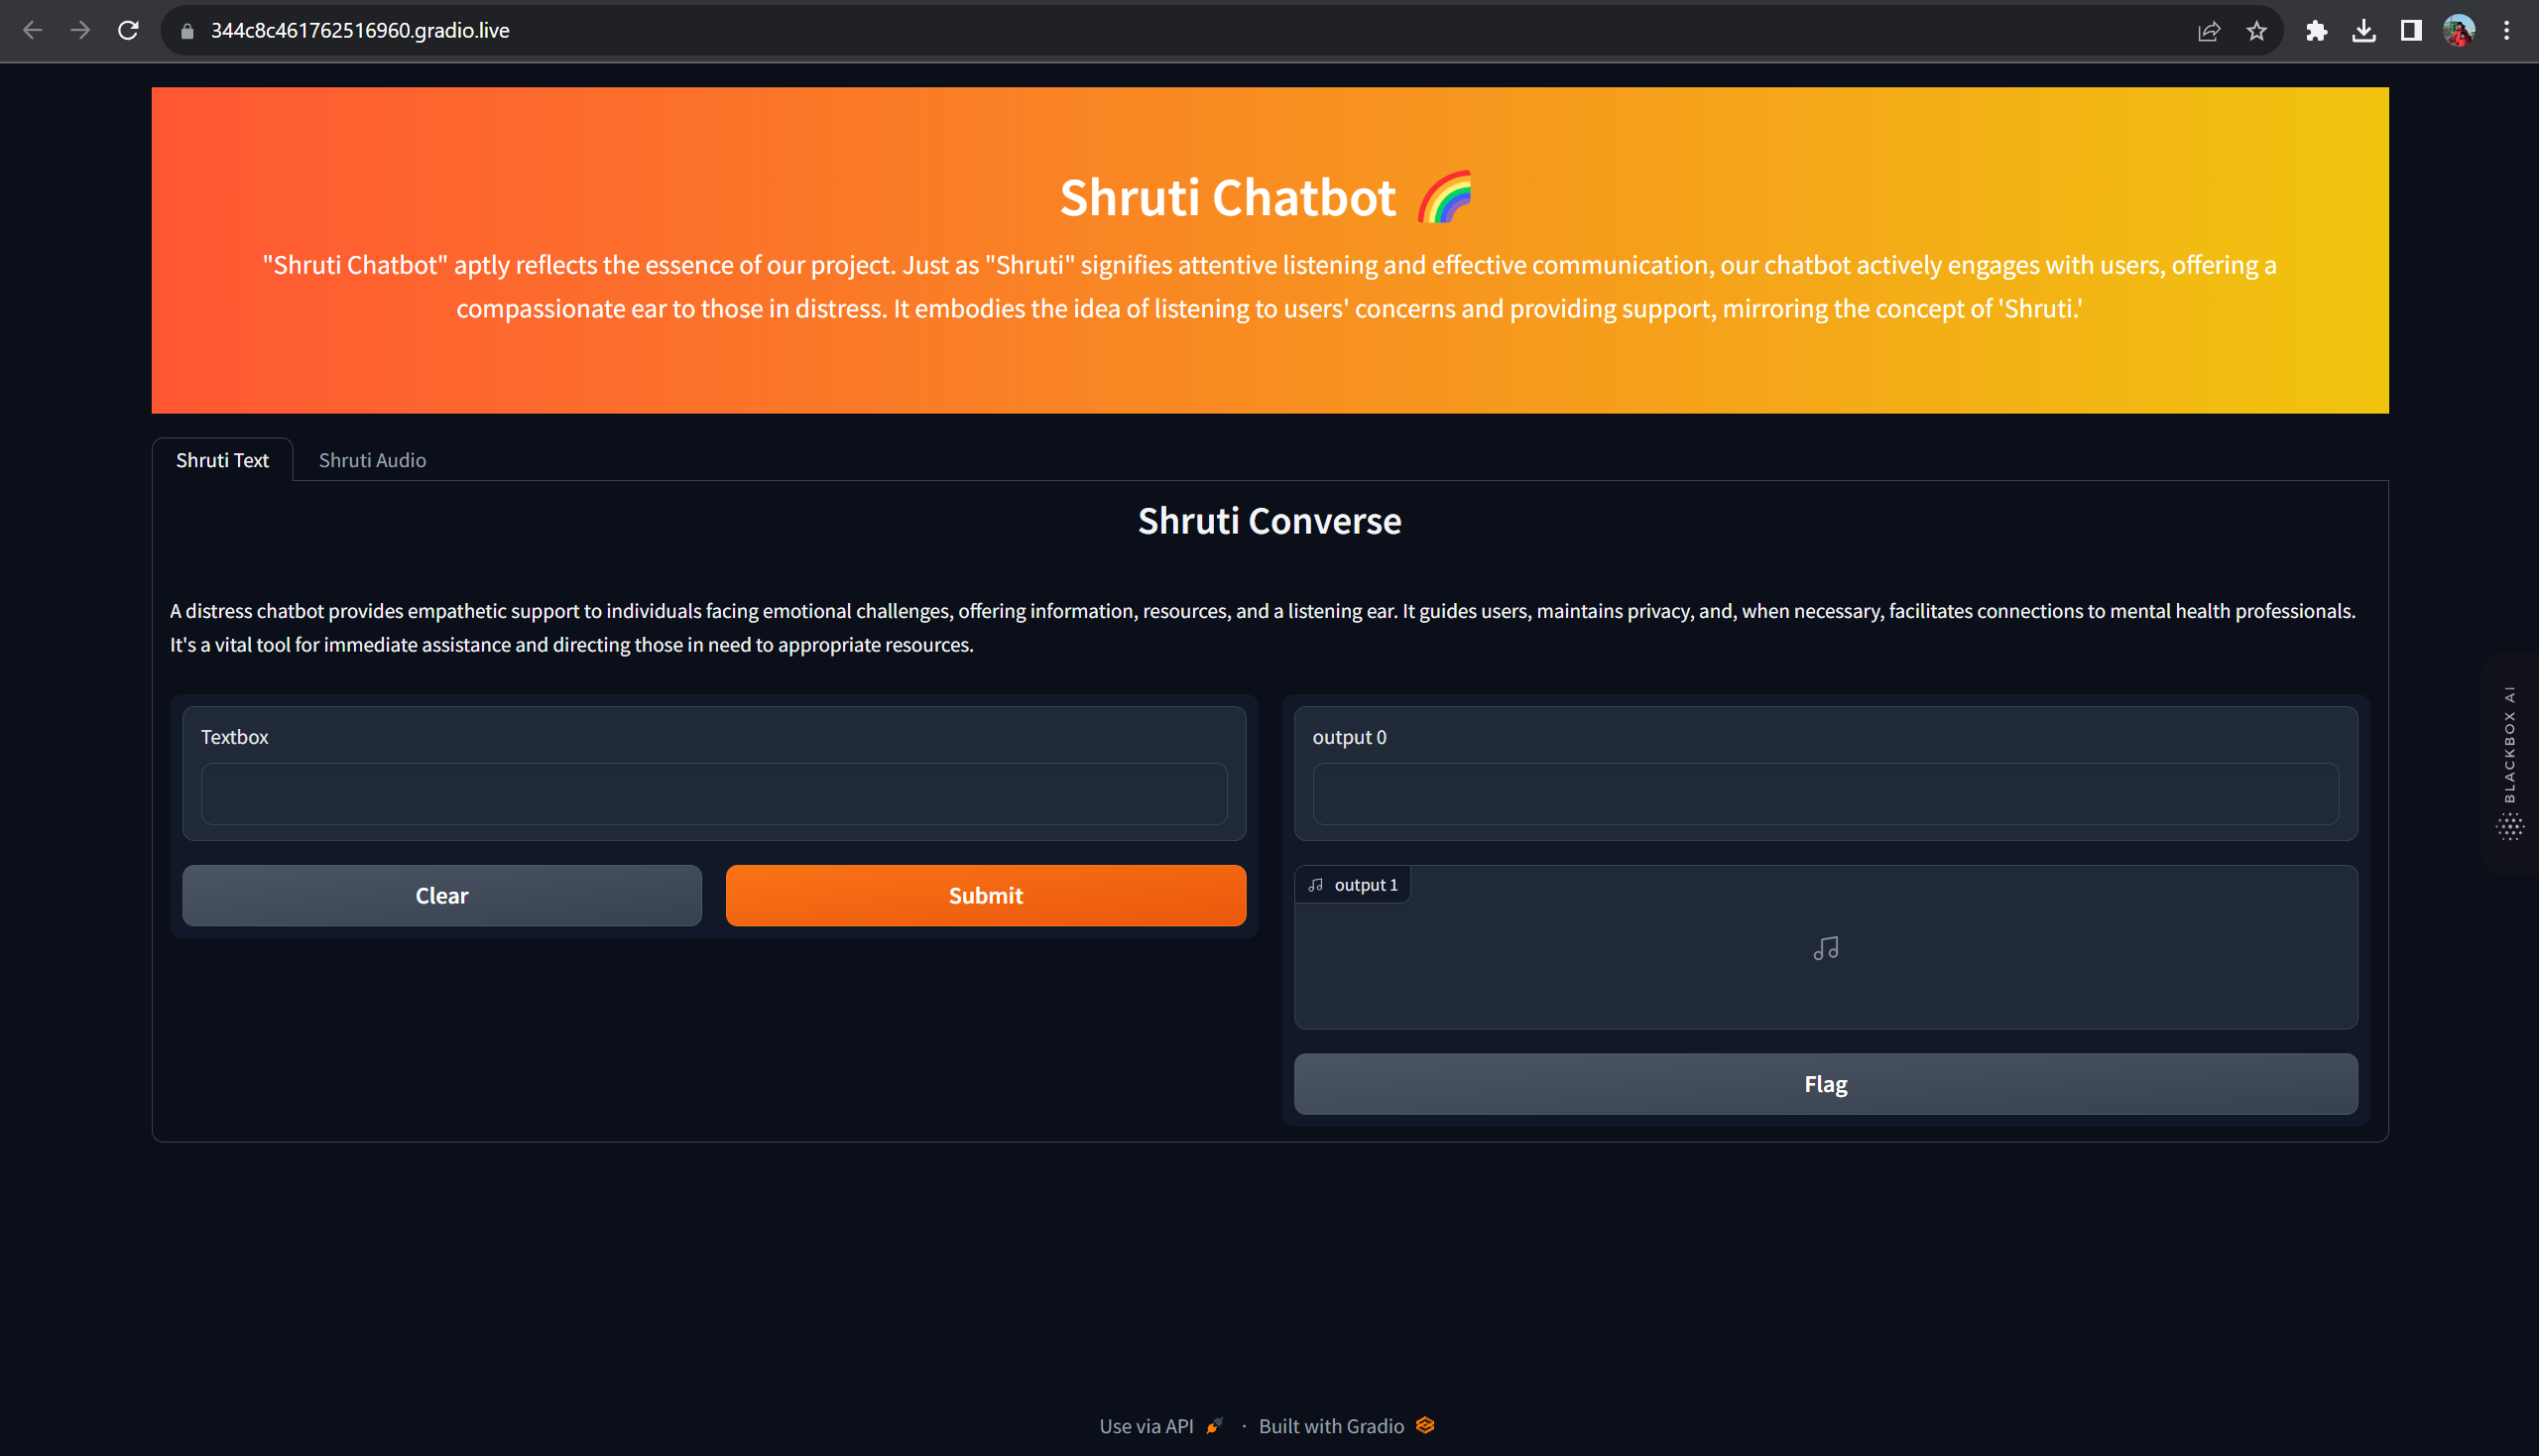 344c8c461762516960.gradio.live
Shruti Chatbot 🌈
"Shruti Chatbot" aptly reflects the essence of our project. Just as "Shruti" signifies attentive listening and effective communication, our chatbot actively engages with users, offering a
compassionate ear to those in distress. It embodies the idea of listening to users' concerns and providing support, mirroring the concept of 'Shruti.'
Shruti Text
Shruti Audio
Shruti Converse
A distress chatbot provides empathetic support to individuals facing emotional challenges, offering information, resources, and a listening ear. It guides users, maintains privacy, and, when necessary, facilitates connections to mental health professionals.
It's a vital tool for immediate assistance and directing those in need to appropriate resources.
Textbox
Clear
Submit
output 0
output 1
Flag
BLACKBOX AI
Use via API · Built with Gradio